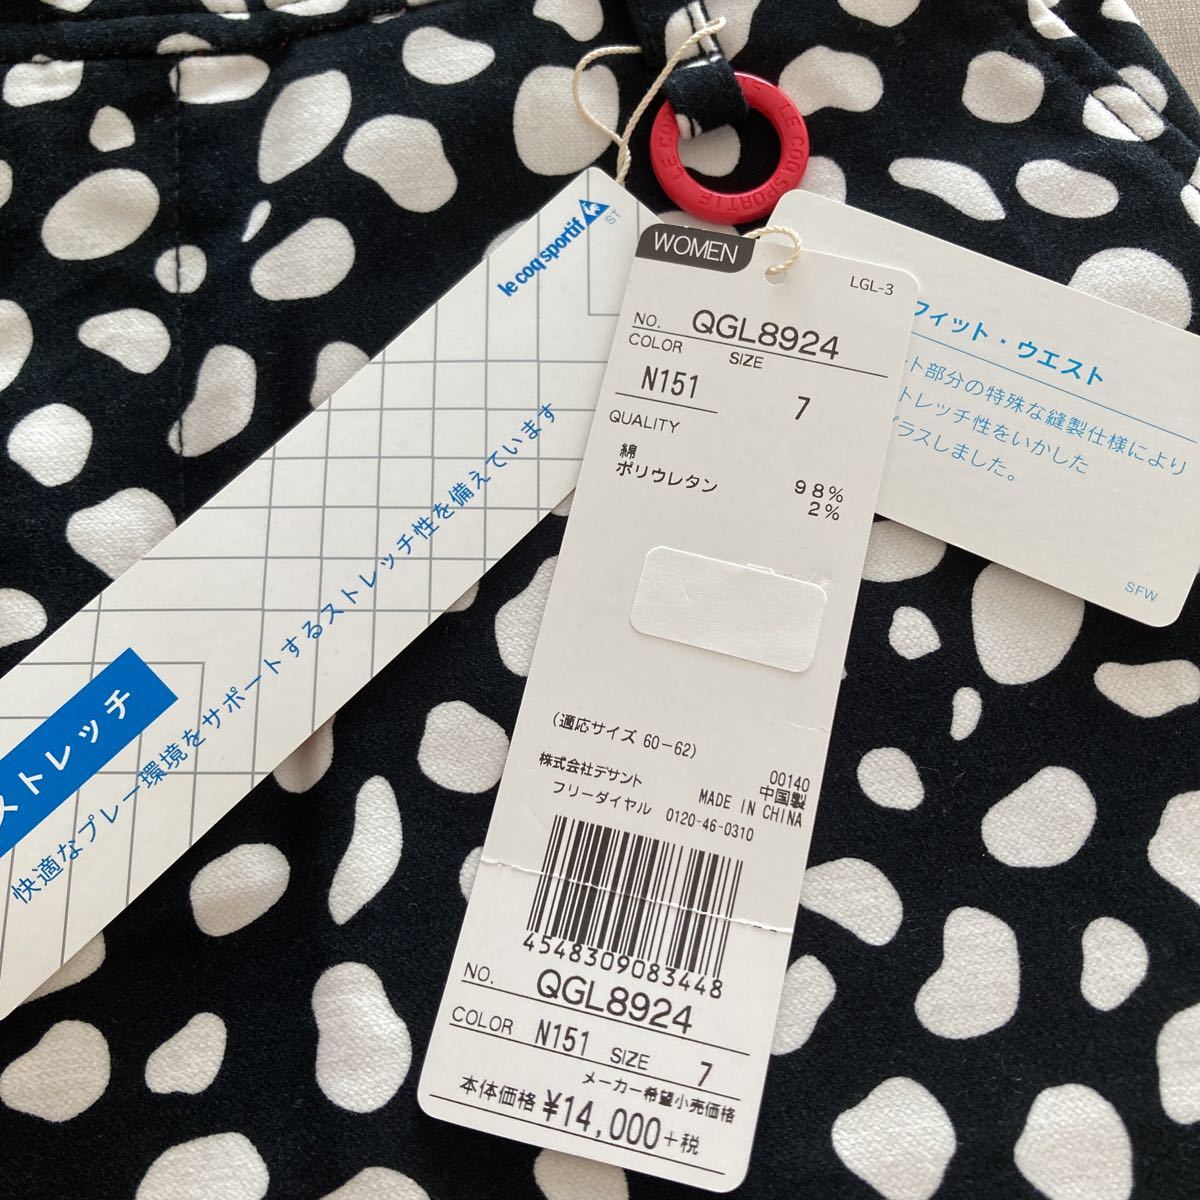 LE COQ SPORTIF
le coq sportif
ST
ストレッチ
快適なプレー環境をサポートするストレッチ性を備えています
WOMEN
LGL-3
NO. QGL8924
COLOR SIZE
N151 7
QUALITY
綿 98%
ポリウレタン 2%
(適応サイズ 60-62)
株式会社デサント 00140
中国製
フリーダイヤル MADE IN CHINA
0120-46-0310
4548309083448
NO. QGL8924
COLOR N151 SIZE 7
メーカー希望小売価格
本体価格 ¥14,000+税
フィット・ウエスト
ト部分の特殊な縫製仕様により
トレッチ性をいかした
プラスしました。
SFW